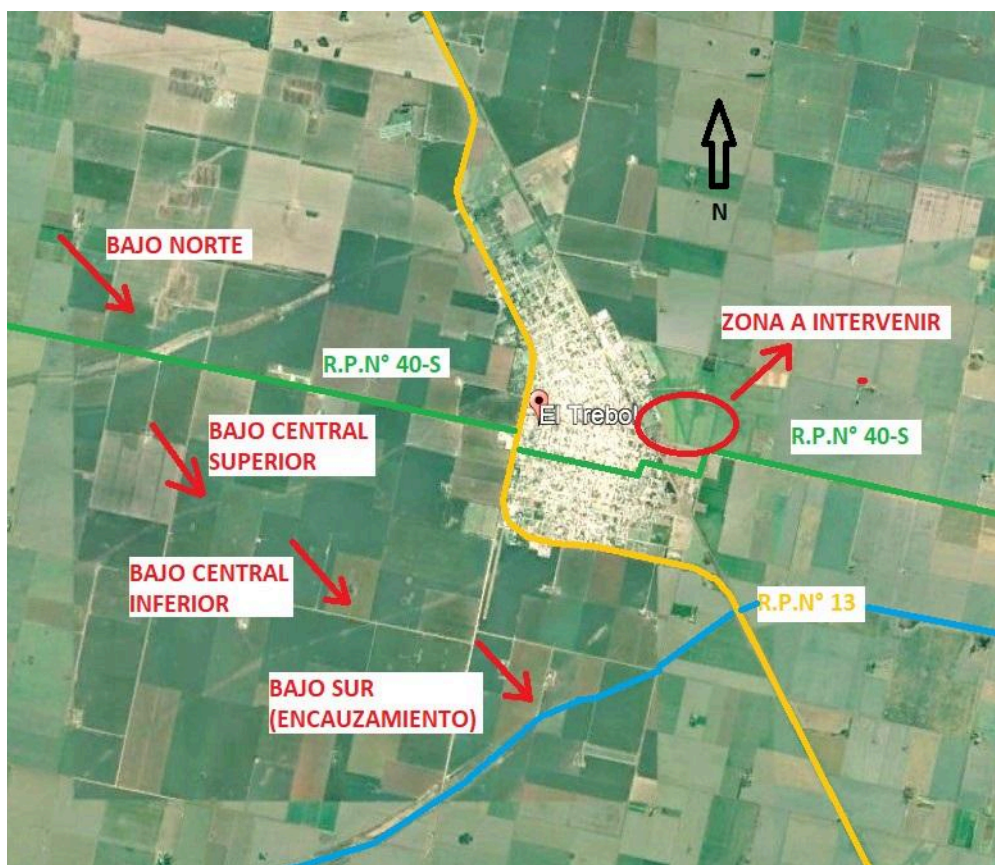 N
BAJO NORTE
ZONA A INTERVENIR
R.P.N° 40-S
El Trebol
BAJO CENTRAL
SUPERIOR
R.P.N° 40-S
BAJO CENTRAL
INFERIOR
R.P.N° 13
BAJO SUR
(ENCAUZAMIENTO)